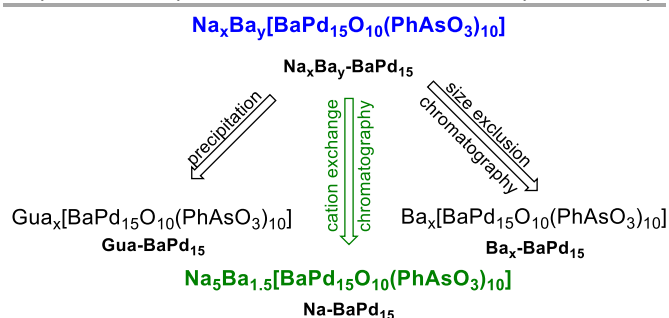 NaxBay[BaPd15O10(PhAsO3)10]
NaxBay-BaPd15
precipitation
cation exchange
chromatography
size exclusion
chromatography
Guax[BaPd15O10(PhAsO3)10]
Gua-BaPd15
Bax[BaPd15O10(PhAsO3)10]
Bax-BaPd15
Na5Ba1.5[BaPd15O10(PhAsO3)10]
Na-BaPd15